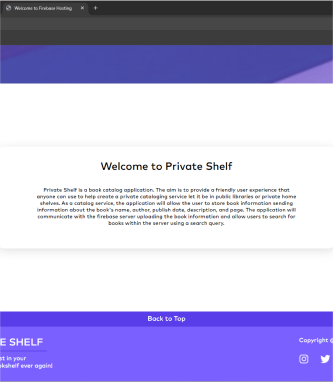 Welcome to Firebase Hosting
Welcome to Private Shelf
Private Shelf is a book catalog application. The aim is to provide a friendly user experience that
anyone can use to help create a private cataloging service let it be in public libraries or private home
shelves. As a catalog service, the application will allow the user to store book information sending
information about the book's name, author, publish date, description, and page. The application will
communicate with the firebase server uploading the book information and allow users to search for
books within the server using a search query.
Back to Top
E SHELF
Copyright ©
st in your
okshelf ever again!